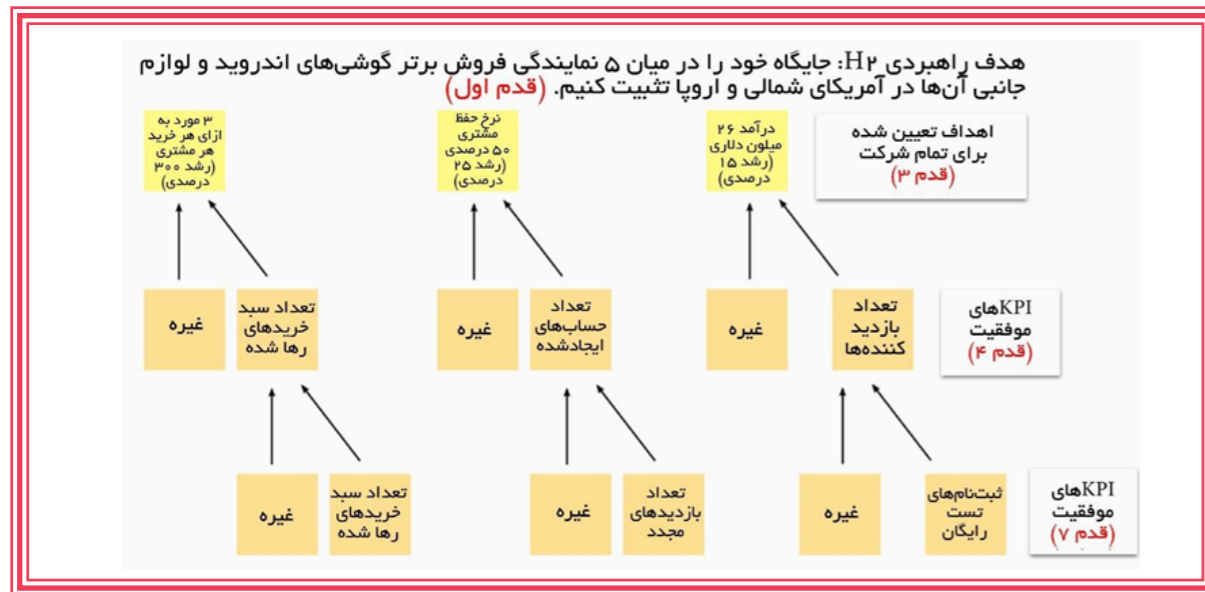 هدف راهبردی H۲: جایگاه خود را در میان ۵ نمایندگی فروش برتر گوشی‌های اندروید و لوازم
جانبی آن‌ها در آمریکای شمالی و اروپا تثبیت کنیم. (قدم اول)
اهداف تعیین شده
برای تمام شرکت
(قدم ۳)
درآمد ۲۶
میلون دلاری
(رشد ۱۵
درصدی)
نرخ حفظ
مشتری
۵۰ درصدی
(رشد ۲۵
درصدی)
۳ مورد به
ازای هر خرید
هر مشتری
(رشد ۳۰۰
درصدی)
KPIهای
موفقیت
(قدم ۴)
تعداد
بازدید
کننده‌ها
غیره
تعداد
حساب‌های
ایجادشده
غیره
تعداد سبد
خریدهای
رها شده
غیره
KPIهای
موفقیت
(قدم ۷)
ثبت‌نام‌های
تست
رایگان
غیره
تعداد
بازدیدهای
مجدد
غیره
تعداد سبد
خریدهای
رها شده
غیره